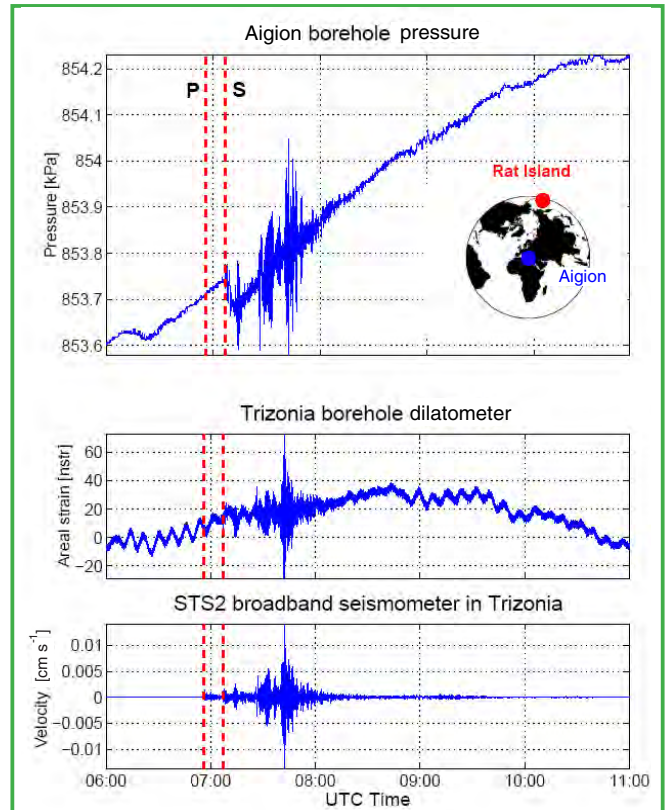 Aigion borehole pressure
P S
854.2
854.1
854
853.9
853.8
853.7
853.6
Pressure [kPa]
Rat Island
Aigion
Trizonia borehole dilatometer
60
40
20
0
−20
Areal strain [nstr]
STS2 broadband seismometer in Trizonia
0.01
0.005
0
−0.005
−0.01
Velocity [cm s⁻¹]
06:00 07:00 08:00 09:00 10:00 11:00
UTC Time